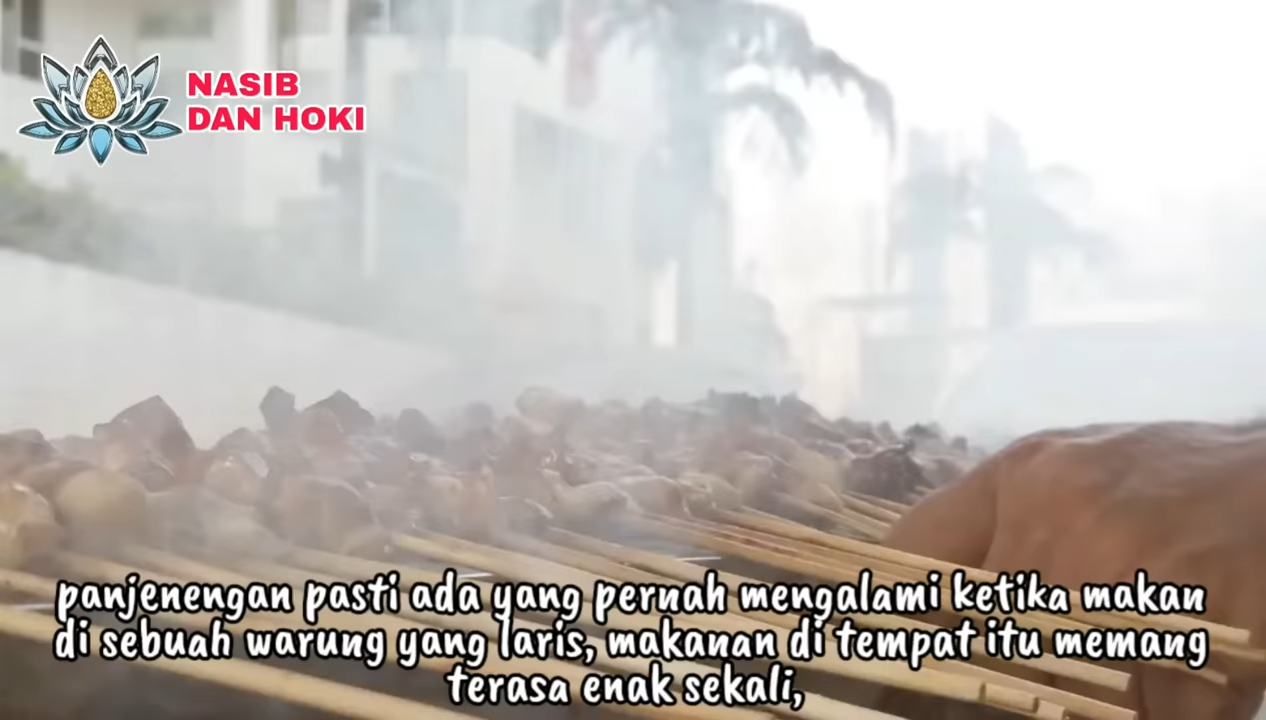 NASIB
DAN HOKI
panjenengan pasti ada yang pernah mengalami ketika makan
di sebuah warung yang laris, makanan di tempat itu memang
terasa enak sekali,